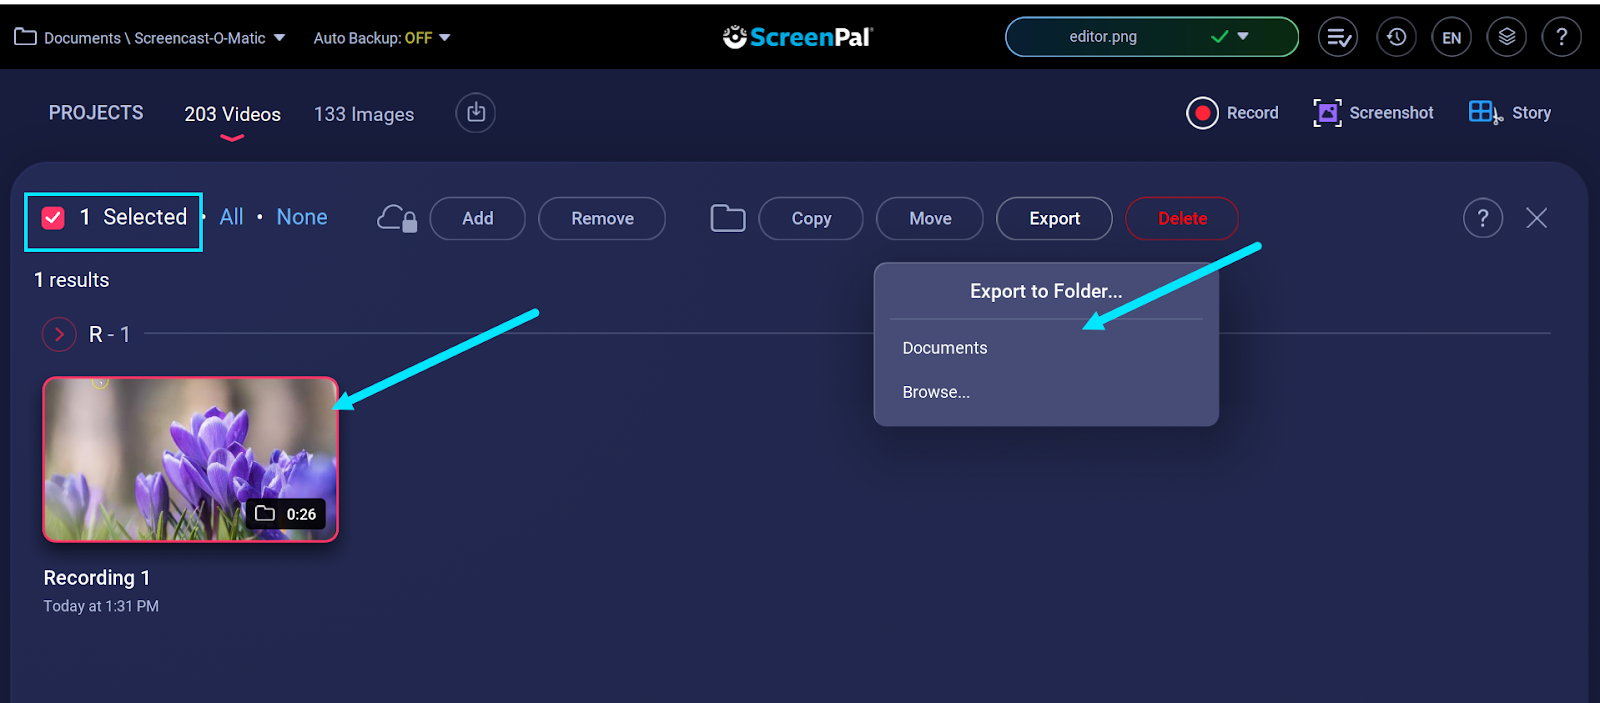 Documents \ Screencast-O-Matic
Auto Backup: OFF
ScreenPal
editor.png
EN
?
PROJECTS
203 Videos
133 Images
Record
Screenshot
Story
1 Selected • All • None
Add
Remove
Copy
Move
Export
Delete
?
1 results
Export to Folder...
R - 1
Documents
Browse...
0:26
Recording 1
Today at 1:31 PM